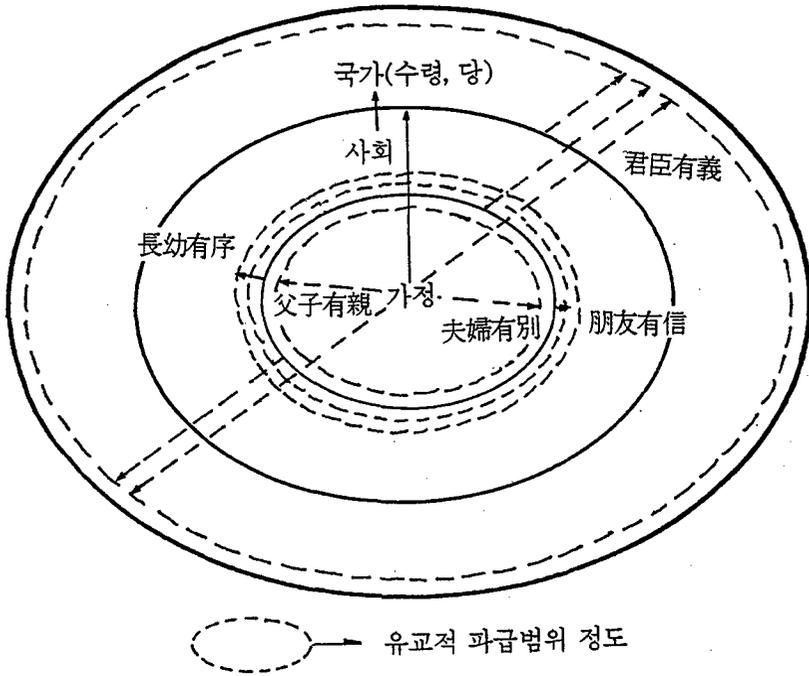 국가(수령, 당)
사회
君臣有義
長幼有序
父子有親
가정
夫婦有別
朋友有信
유교적 파급범위 정도